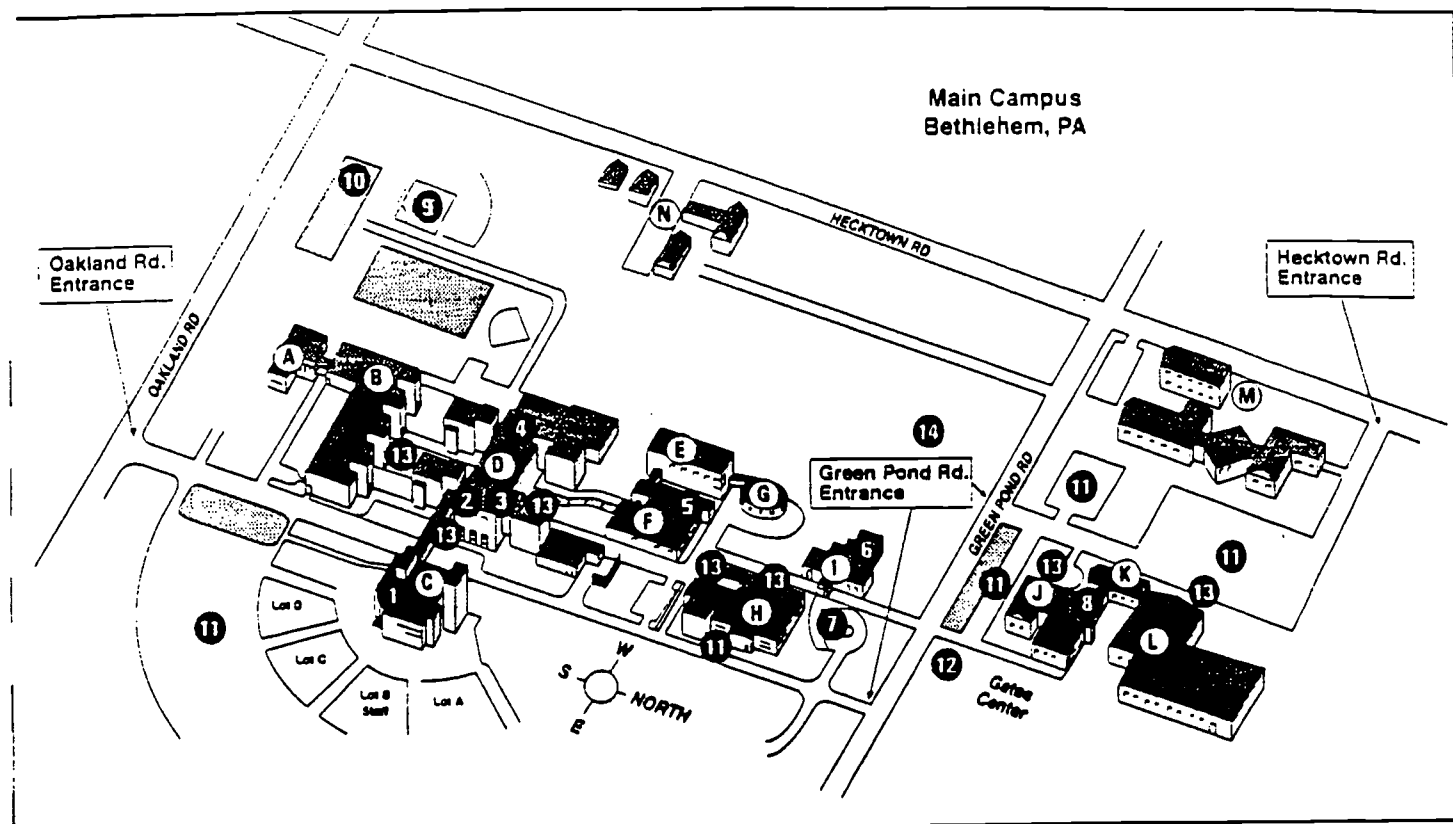 Main Campus
Bethlehem, PA
10
9
N
HECKTOWN RD
Oakland Rd.
Entrance
Hecktown Rd.
Entrance
OAKLAND RD
A
B
M
4
14
E
13
D
Green Pond Rd.
Entrance
GREEN POND RD
11
G
5
2
3
13
F
13
6
11
I
13
13
13
K
C
1
11
J
8
13
H
7
L
Lot D
11
11
12
Lot C
W
S
Gates
Center
Lot B
Staff
Lot A
NORTH
E